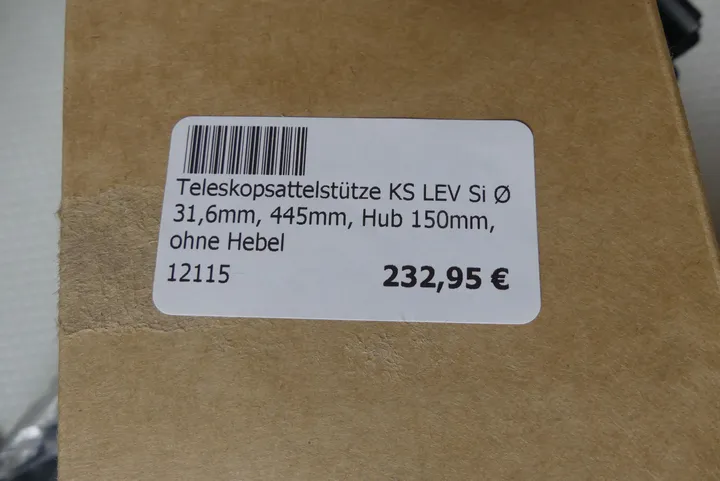 Teleskopsattelstütze KS LEV Si Ø
31,6mm, 445mm, Hub 150mm,
ohne Hebel
12115 232,95 €